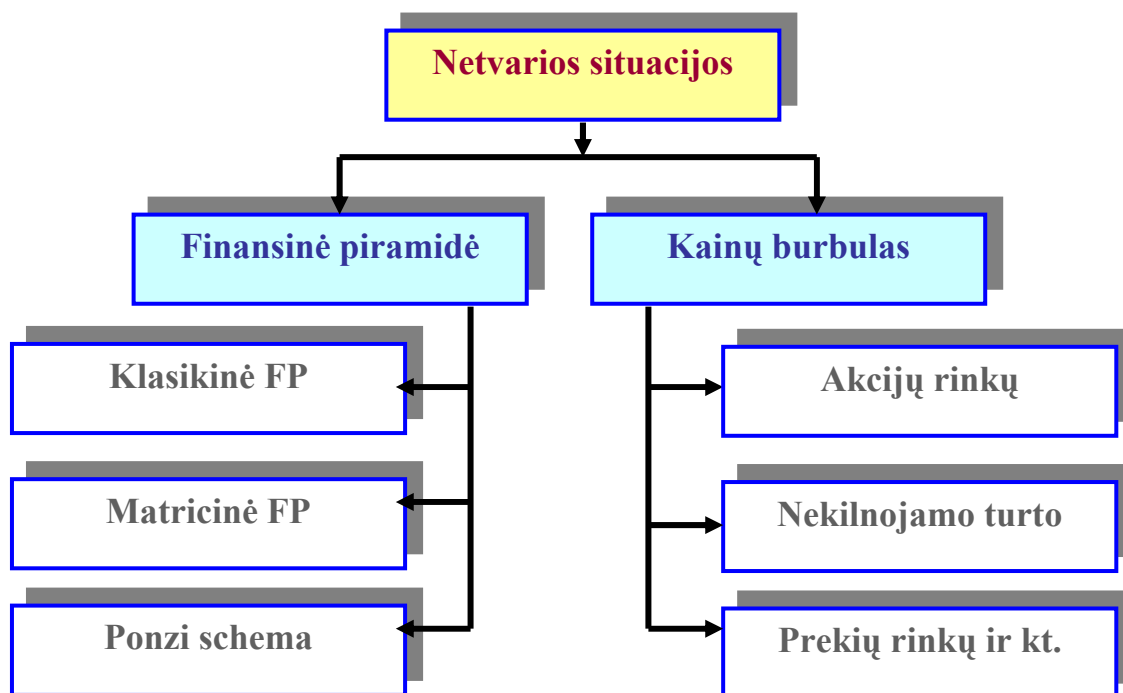 Netvarios situacijos
Finansinė piramidė
Kainų burbulas
Klasikinė FP
Akcijų rinkų
Matricinė FP
Nekilnojamo turto
Ponzi schema
Prekių rinkų ir kt.